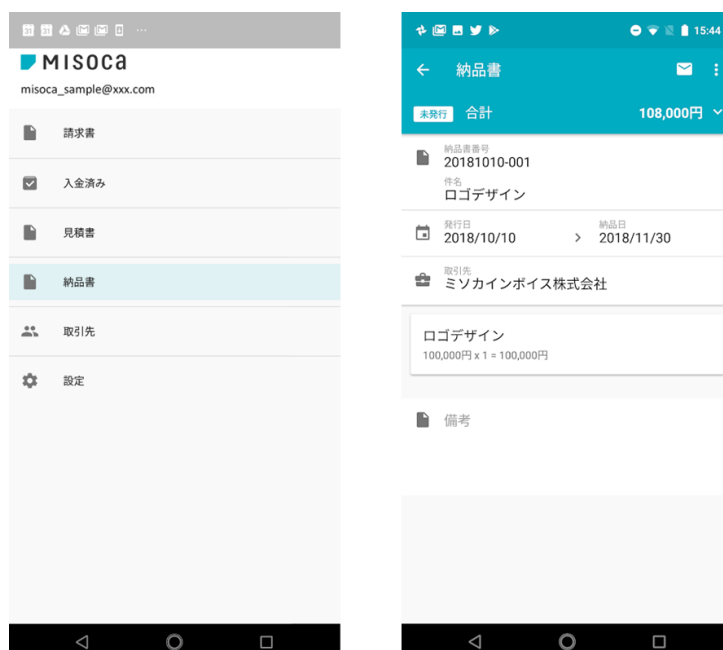 31 31
MISOCA
misoca_sample@xxx.com
請求書
入金済み
見積書
納品書
取引先
設定
15:44
納品書
未発行 合計 108,000円
納品書番号
20181010-001
件名
ロゴデザイン
発行日 納品日
2018/10/10 > 2018/11/30
取引先
ミソカインボイス株式会社
ロゴデザイン
100,000円 x 1 = 100,000円
備考